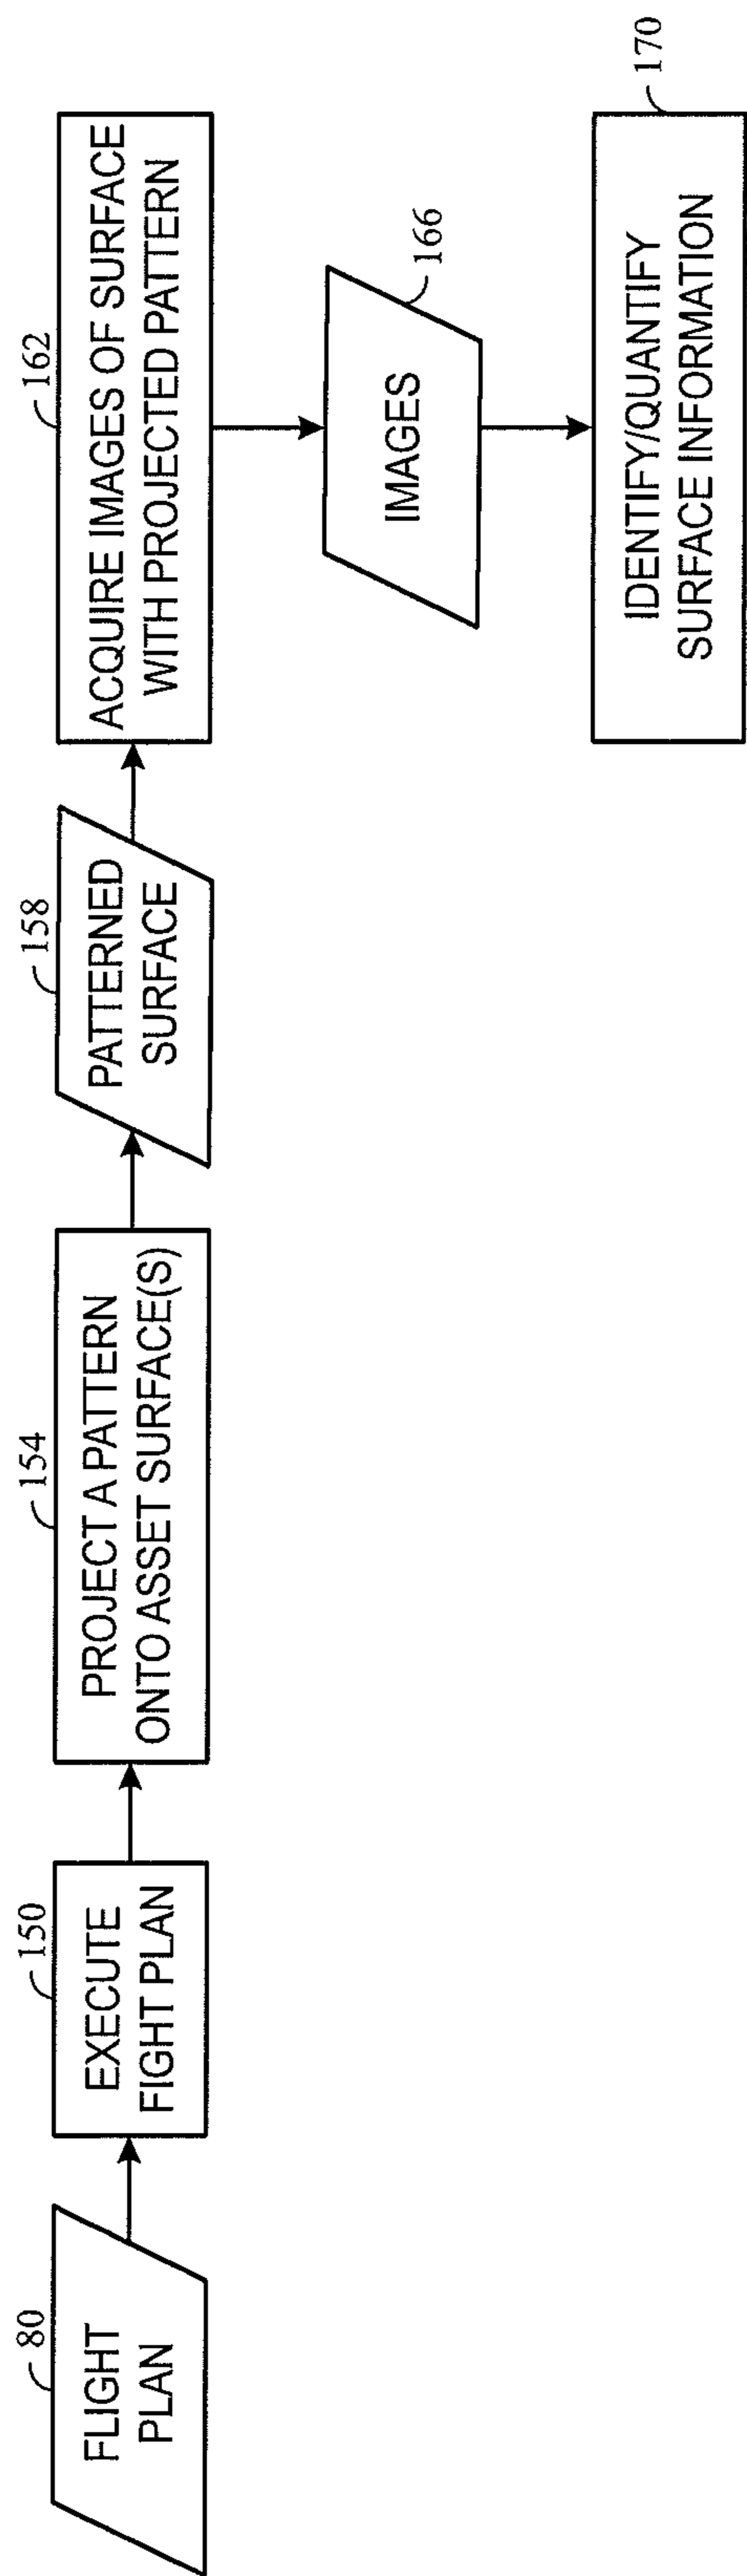 80
FLIGHT
PLAN
150
EXECUTE
FIGHT PLAN
154
PROJECT A PATTERN
ONTO ASSET SURFACE(S)
158
PATTERNED
SURFACE
162
ACQUIRE IMAGES OF SURFACE
WITH PROJECTED PATTERN
166
IMAGES
170
IDENTIFY/QUANTIFY
SURFACE INFORMATION